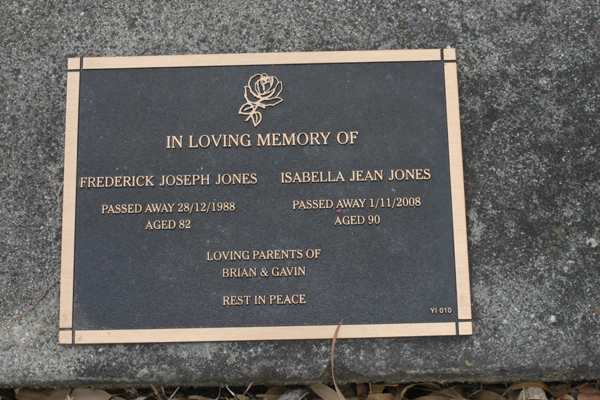 IN LOVING MEMORY OF
FREDERICK JOSEPH JONES ISABELLA JEAN JONES
PASSED AWAY 28/12/1988 PASSED AWAY 1/11/2008
AGED 82 AGED 90
LOVING PARENTS OF
BRIAN & GAVIN
REST IN PEACE
YI 010